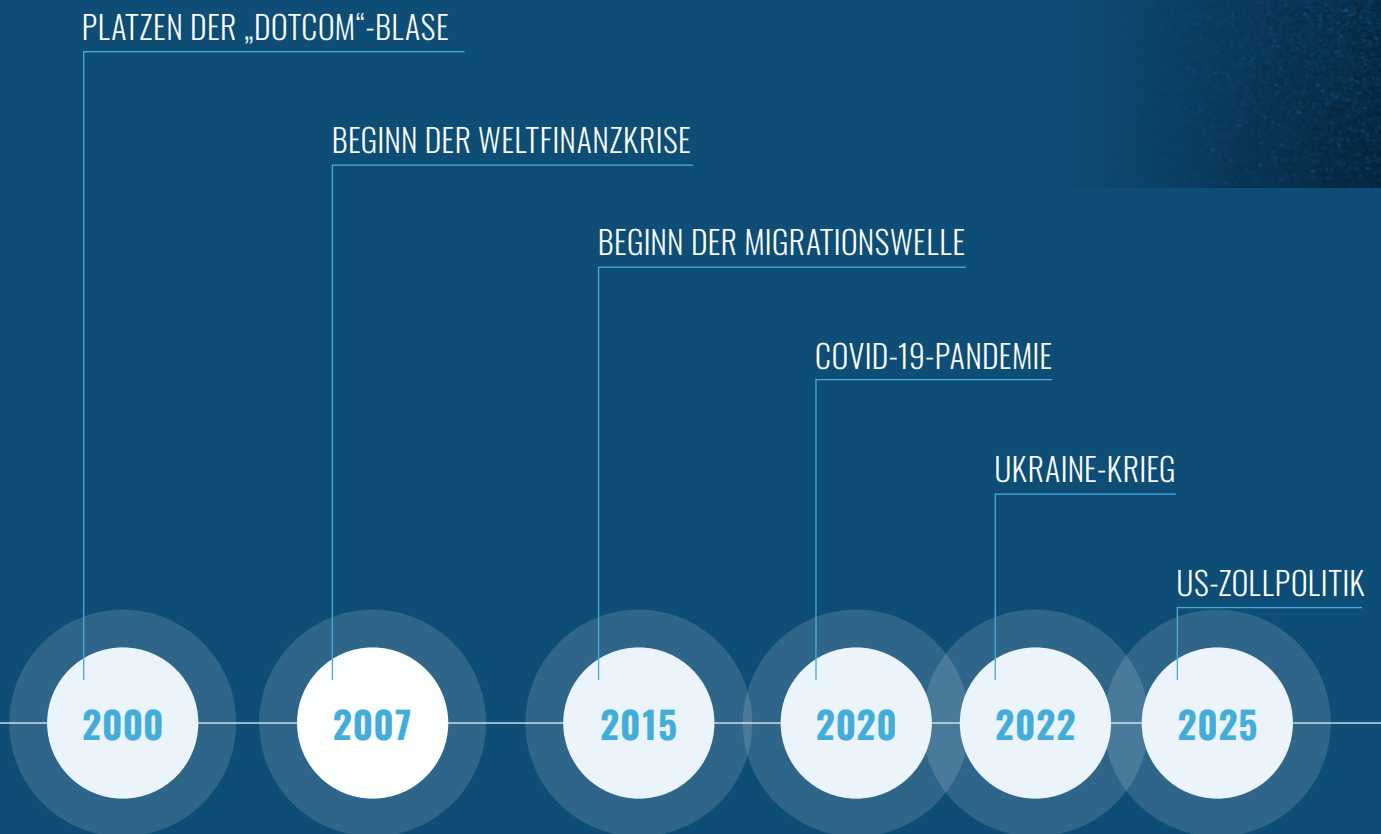 PLATZEN DER „DOTCOM“-BLASE
BEGINN DER WELTFINANZKRISE
BEGINN DER MIGRATIONSWELLE
COVID-19-PANDEMIE
UKRAINE-KRIEG
US-ZOLLPOLITIK
2000 2007 2015 2020 2022 2025